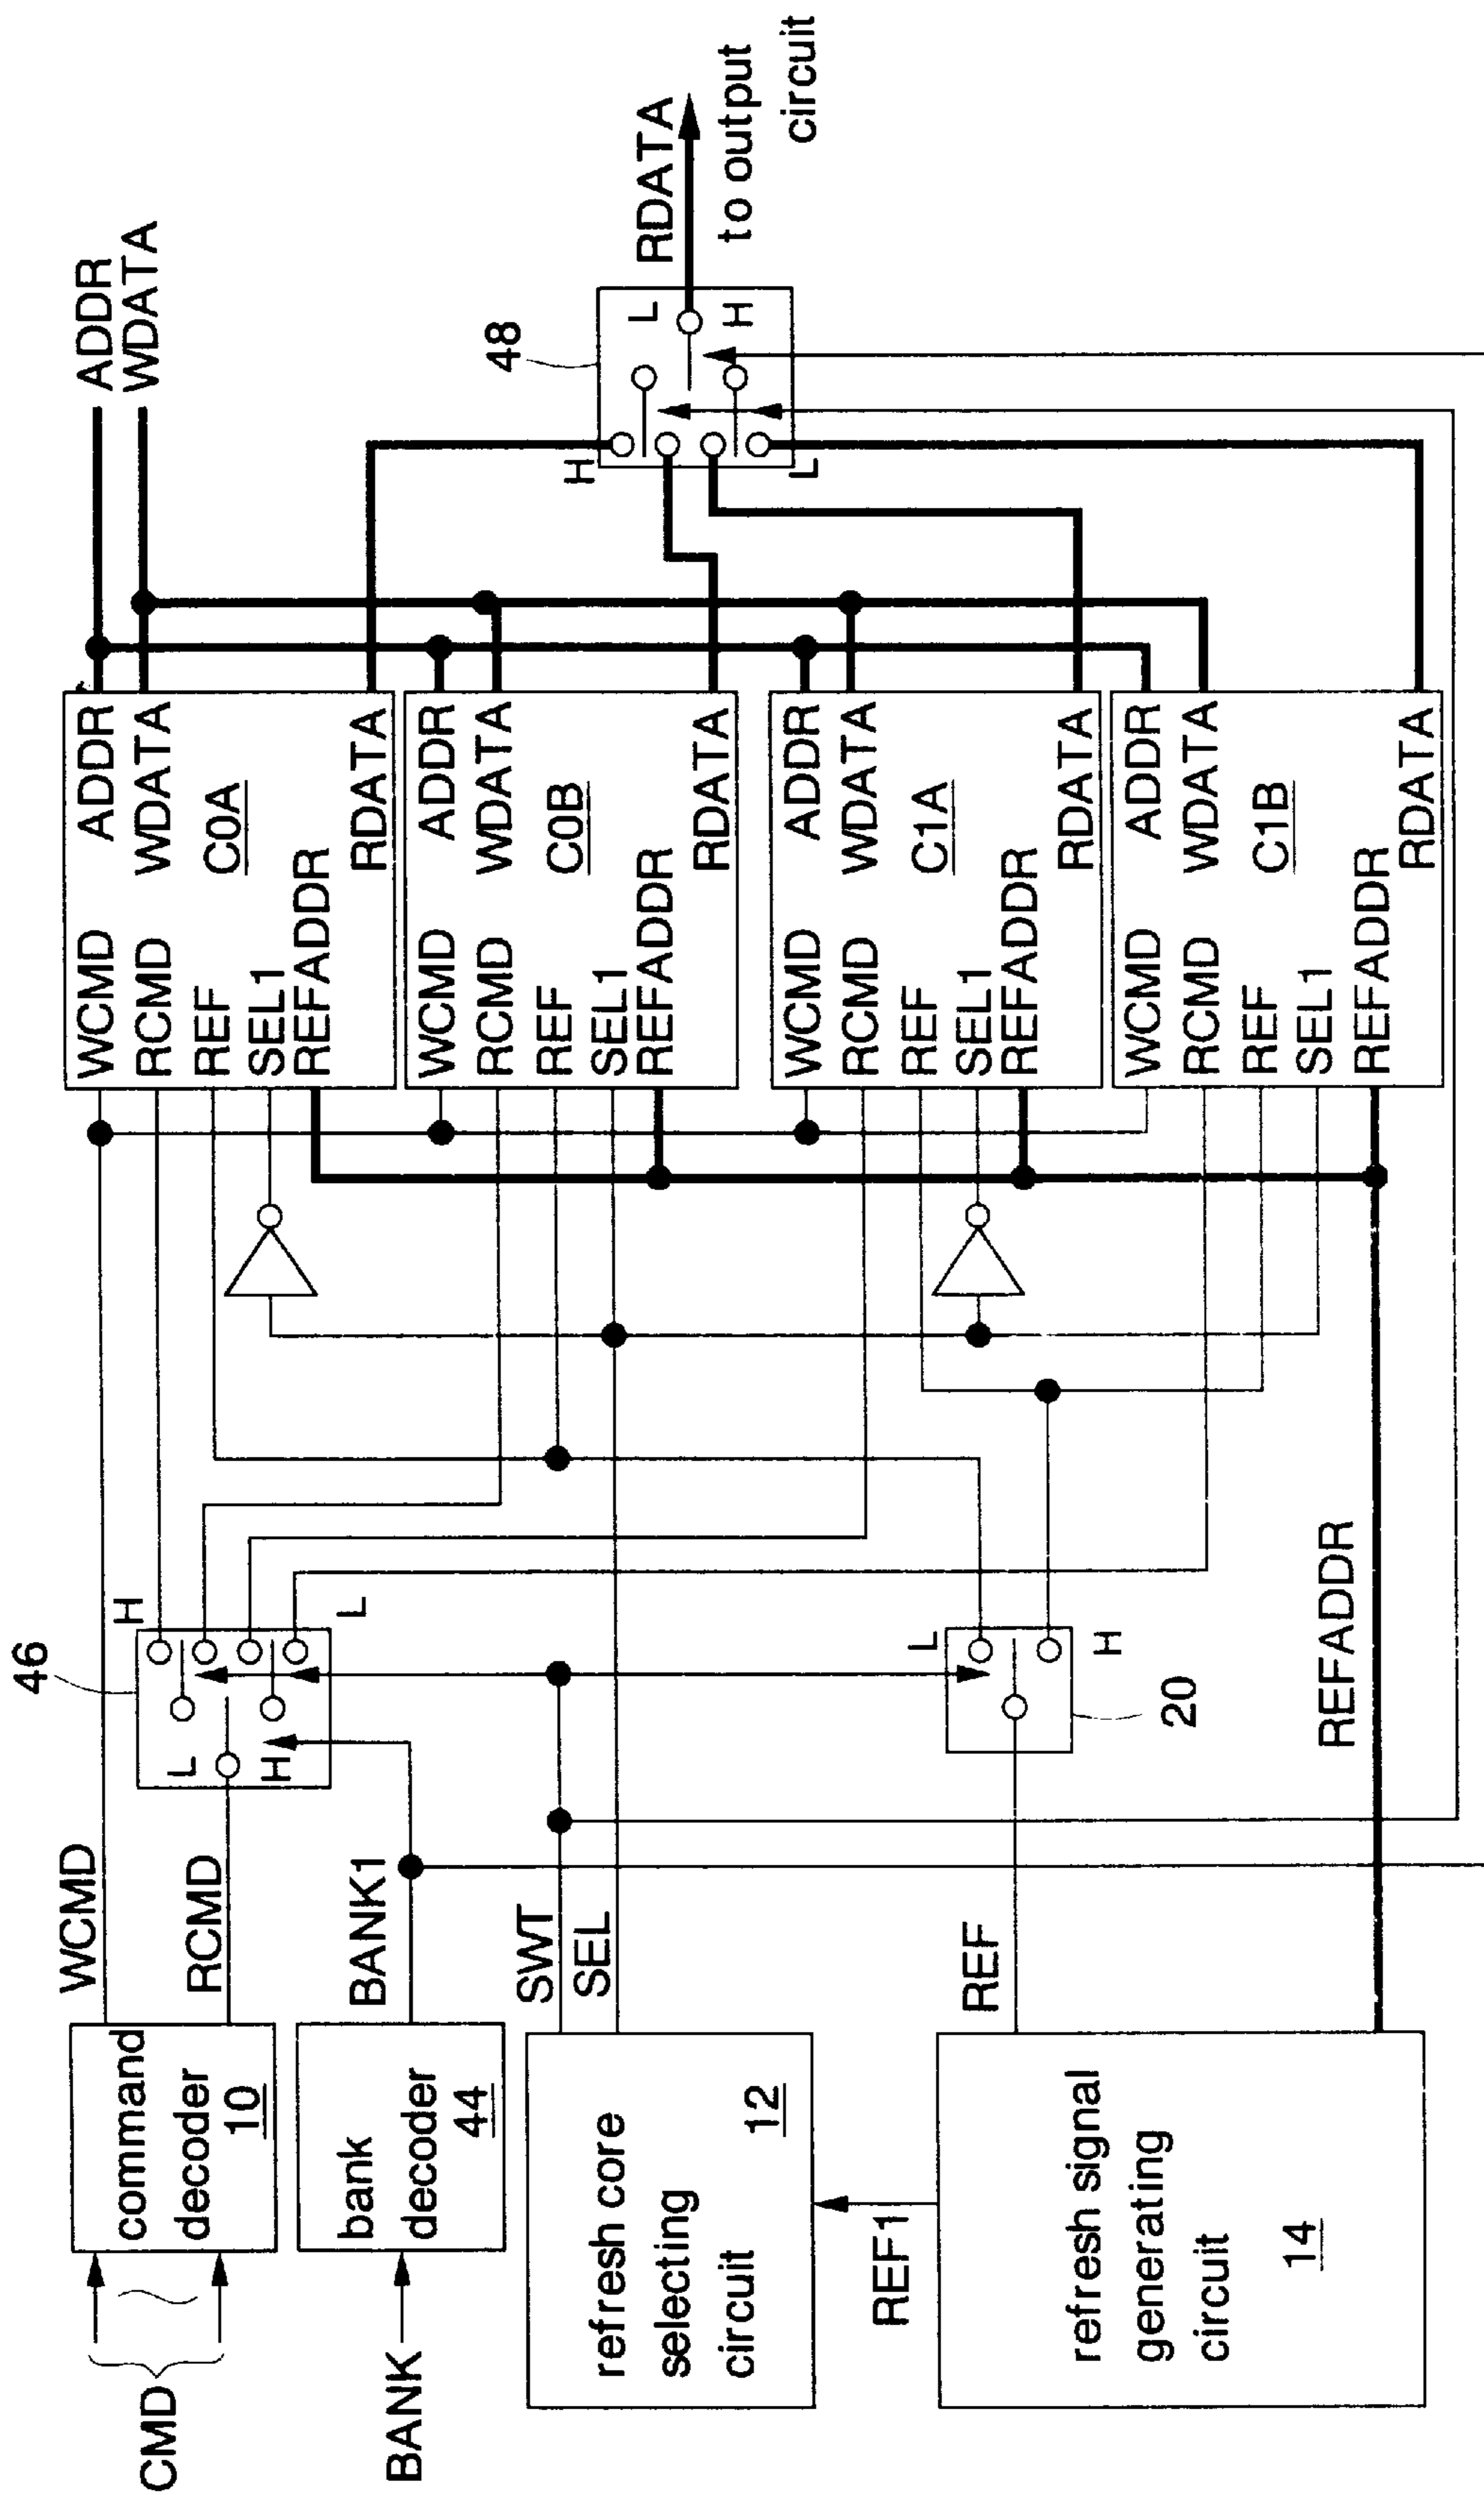 CMD
command
decoder
10
WCMD
RCMD
BANK
bank
decoder
44
BANK1
46
L
H
H
L
refresh core
selecting
circuit
12
SWT
SEL
REF1
refresh signal
generating
circuit
14
REF
REFADDR
20
L
H
WCMD
RCMD
REF
SEL1
REFADDR
ADDR
WDATA
C0A
RDATA
WCMD
RCMD
REF
SEL1
REFADDR
ADDR
WDATA
C0B
RDATA
WCMD
RCMD
REF
SEL1
REFADDR
ADDR
WDATA
C1A
RDATA
WCMD
RCMD
REF
SEL1
REFADDR
ADDR
WDATA
C1B
RDATA
ADDR
WDATA
48
H
L
L
H
RDATA
to output
circuit